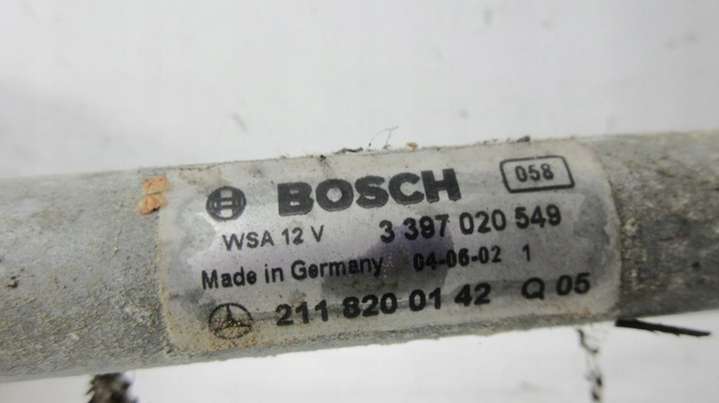 BOSCH 058
WSA 12 V 3 397 020 549
Made in Germany 04-06-02 1
211 820 01 42 Q 05